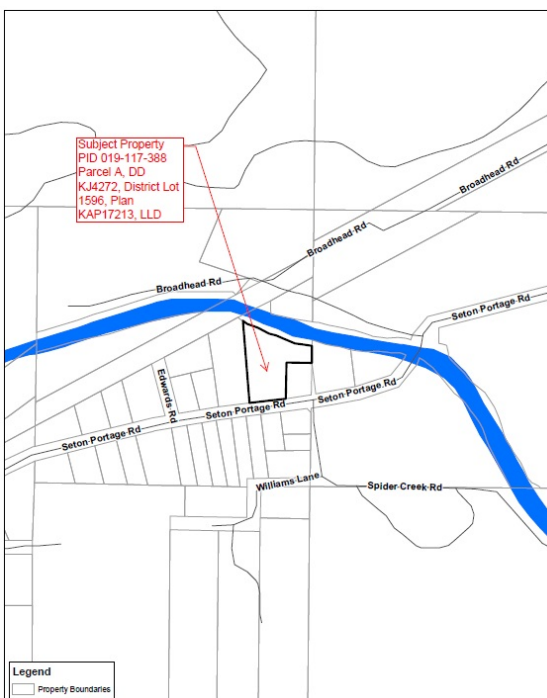 Subject Property
PID 019-117-388
Parcel A, DD
KJ4272, District Lot
1596, Plan
KAP17213, LLD
Broadhead Rd
Broadhead Rd
Broadhead Rd
Seton Portage Rd
Edwards Rd
Seton Portage Rd
Seton Portage Rd
Seton Portage Rd
Williams Lane
Spider Creek Rd
Legend
Property Boundaries